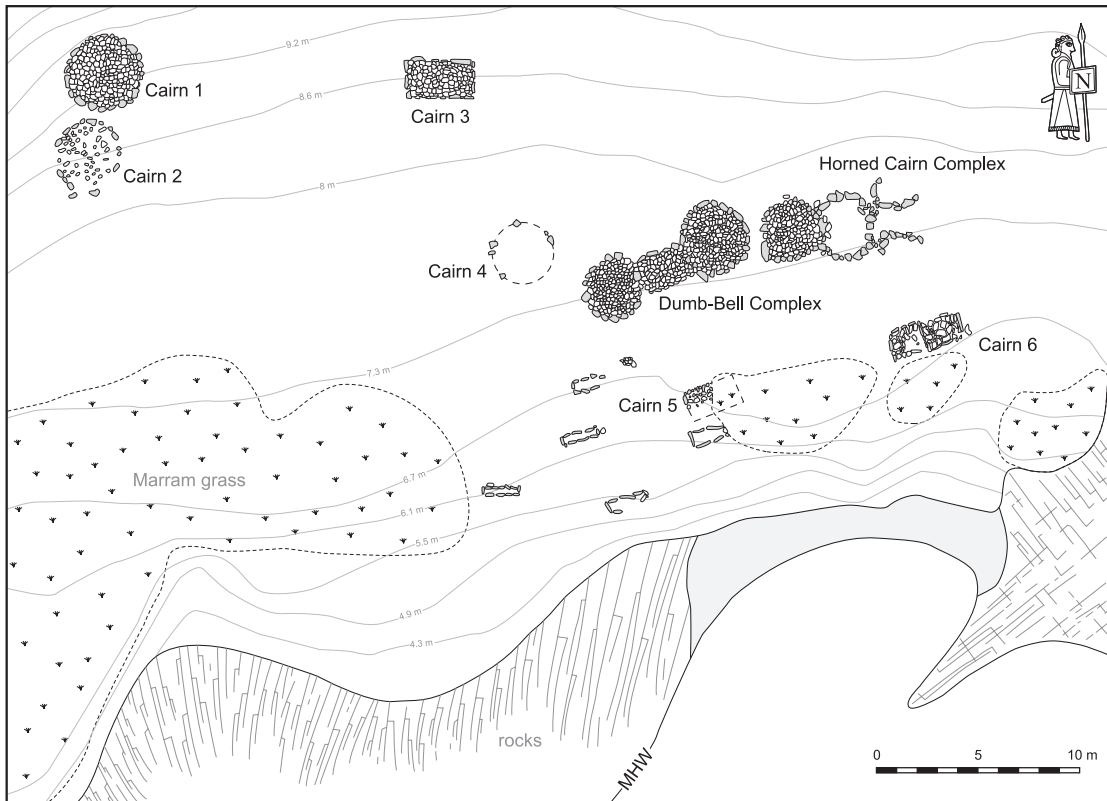 9.2 m
Cairn 1
8.6 m
N
Cairn 3
Cairn 2
Horned Cairn Complex
8 m
Cairn 4
Dumb-Bell Complex
Cairn 6
7.3 m
Cairn 5
Marram grass
6.7 m
6.1 m
5.5 m
4.9 m
4.3 m
rocks
MHW
0 5 10 m